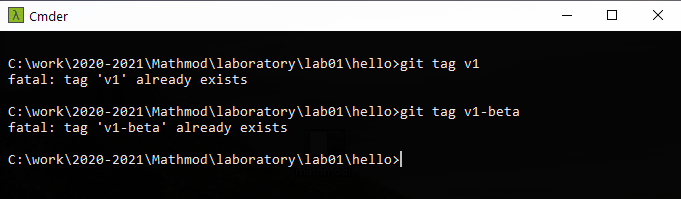 λ Cmder
C:\work\2020-2021\Mathmod\laboratory\lab01\hello>git tag v1
fatal: tag 'v1' already exists
C:\work\2020-2021\Mathmod\laboratory\lab01\hello>git tag v1-beta
fatal: tag 'v1-beta' already exists
C:\work\2020-2021\Mathmod\laboratory\lab01\hello>